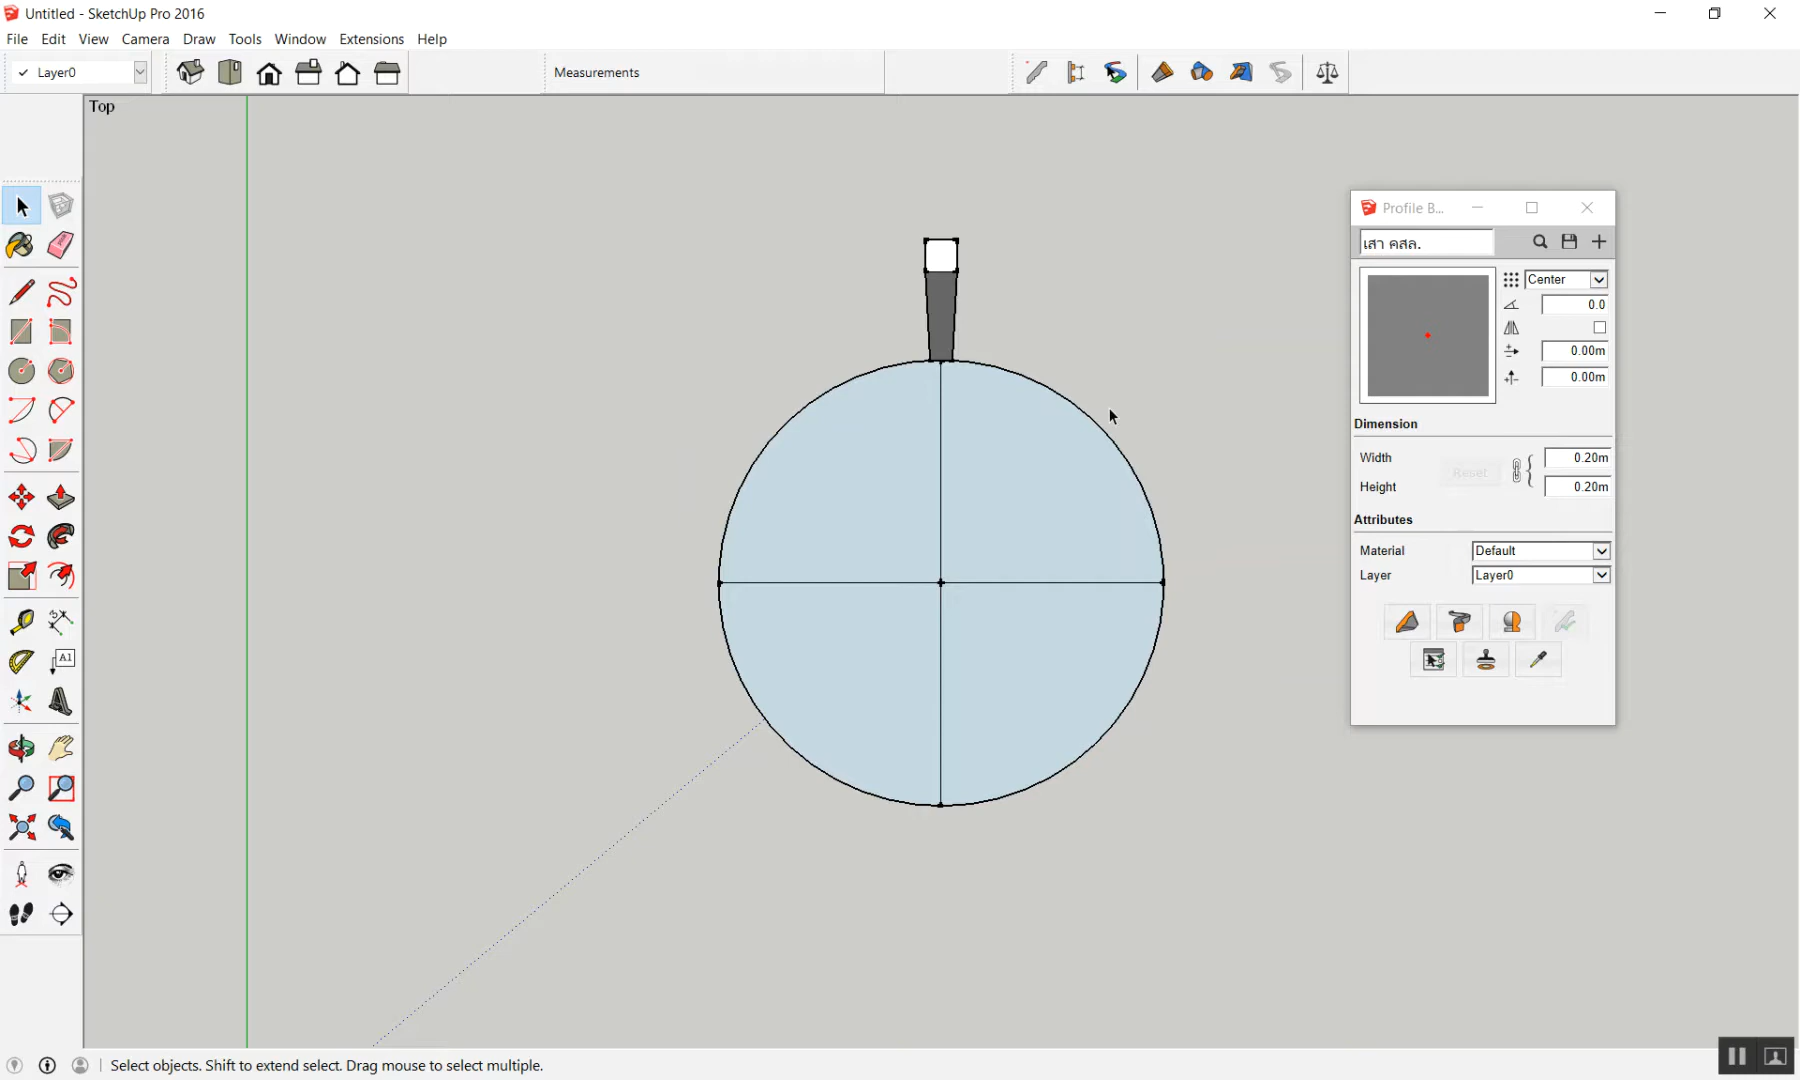 Untitled - SketchUp Pro 2016
File Edit View Camera Draw Tools Window Extensions Help
Layer0
Measurements
Top
Profile B...
เสา คสล.
Center
0.0
0.00m
0.00m
Dimension
Width 0.20m
Reset
Height 0.20m
Attributes
Material Default
Layer Layer0
A1
Select objects. Shift to extend select. Drag mouse to select multiple.